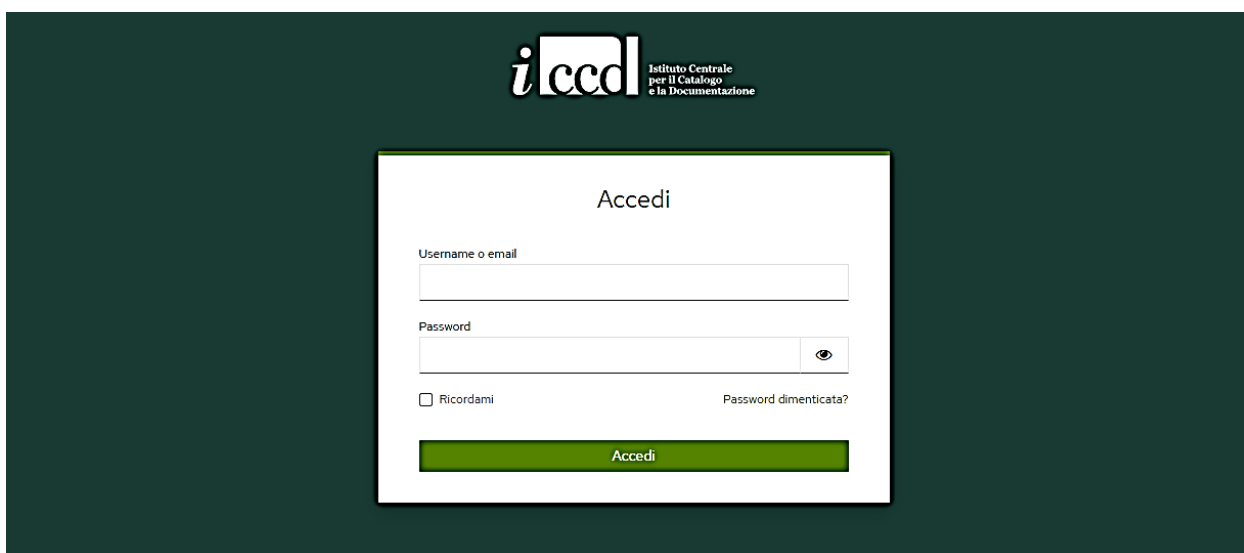 iccd
Istituto Centrale
per il Catalogo
e la Documentazione
Accedi
Username o email
Password
Ricordami
Password dimenticata?
Accedi